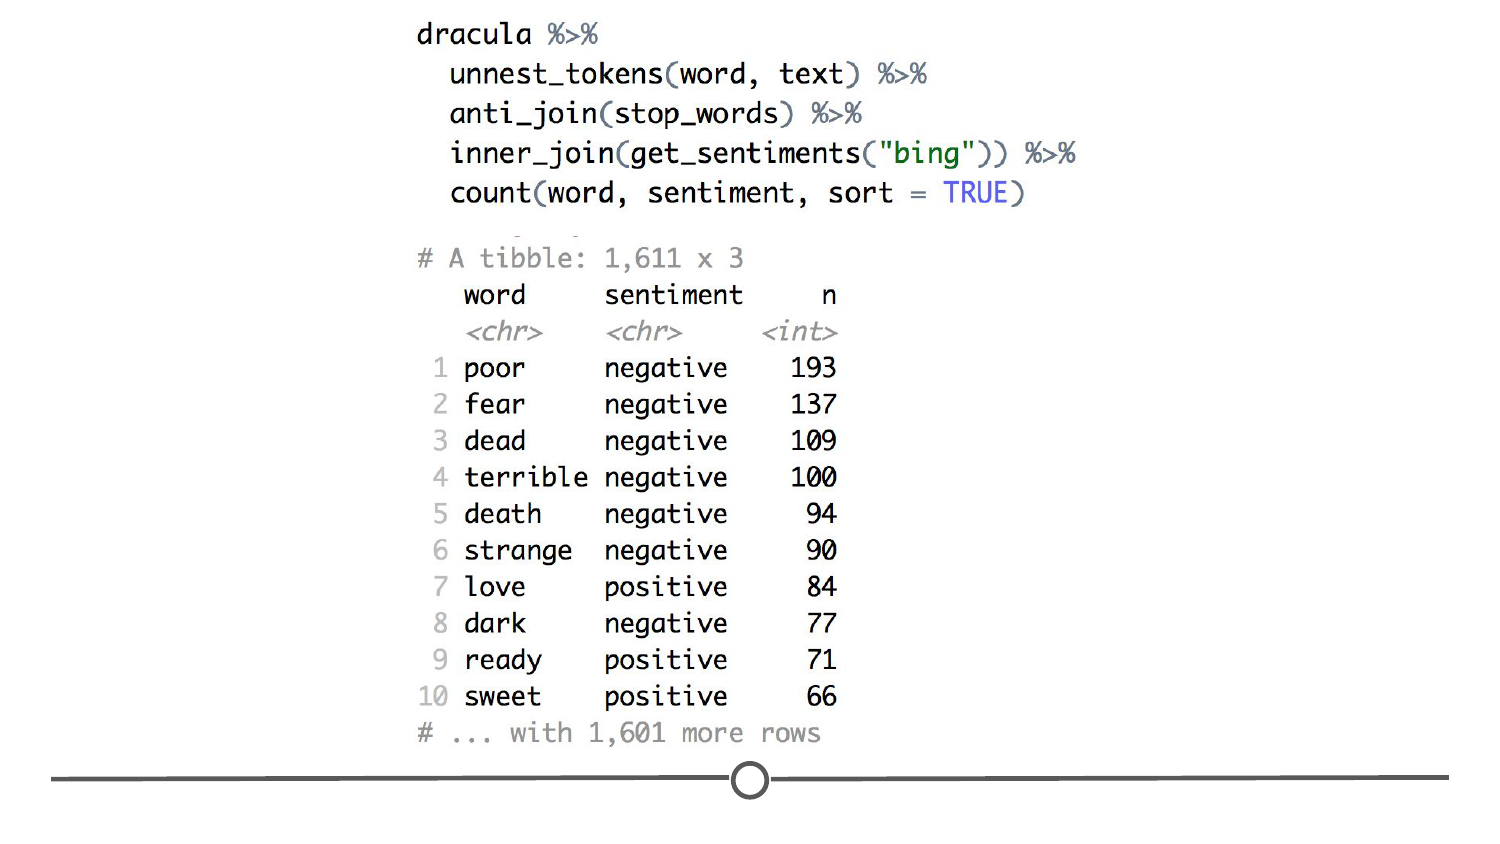 dracula %>%
unnest_tokens(word, text) %>%
anti_join(stop_words) %>%
inner_join(get_sentiments("bing")) %>%
count(word, sentiment, sort = TRUE)
# A tibble: 1,611 x 3
word sentiment n
<chr> <chr> <int>
1 poor negative 193
2 fear negative 137
3 dead negative 109
4 terrible negative 100
5 death negative 94
6 strange negative 90
7 love positive 84
8 dark negative 77
9 ready positive 71
10 sweet positive 66
# ... with 1,601 more rows